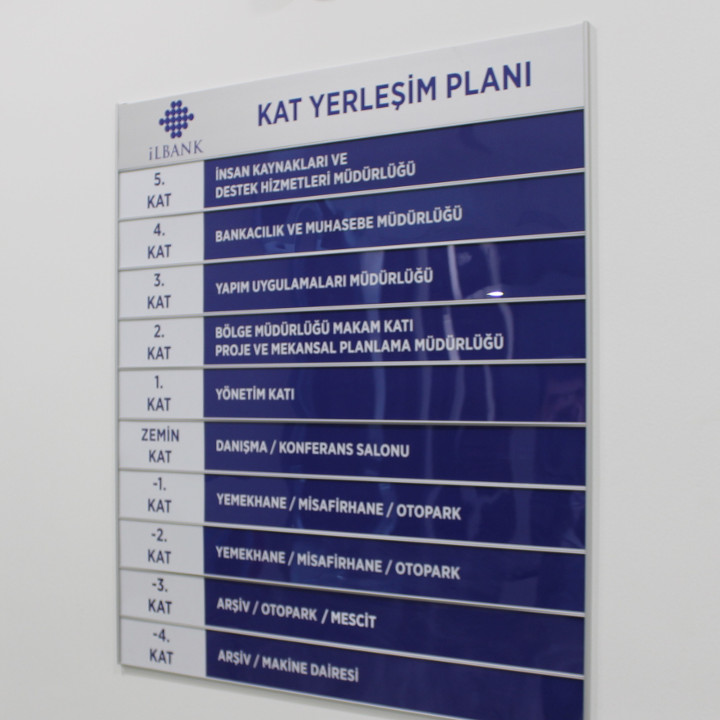 KAT YERLEŞİM PLANI
iLBANK
5. KAT
İNSAN KAYNAKLARI VE
DESTEK HİZMETLERİ MÜDÜRLÜĞÜ
4. KAT
BANKACILIK VE MUHASEBE MÜDÜRLÜĞÜ
3. KAT
YAPIM UYGULAMALARI MÜDÜRLÜĞÜ
2. KAT
BÖLGE MÜDÜRLÜĞÜ MAKAM KATI
PROJE VE MEKANSAL PLANLAMA MÜDÜRLÜĞÜ
1. KAT
YÖNETİM KATI
ZEMİN KAT
DANIŞMA / KONFERANS SALONU
-1. KAT
YEMEKHANE / MİSAFİRHANE / OTOPARK
-2. KAT
YEMEKHANE / MİSAFİRHANE / OTOPARK
-3. KAT
ARŞİV / OTOPARK / MESCİT
-4. KAT
ARŞİV / MAKİNE DAİRESİ